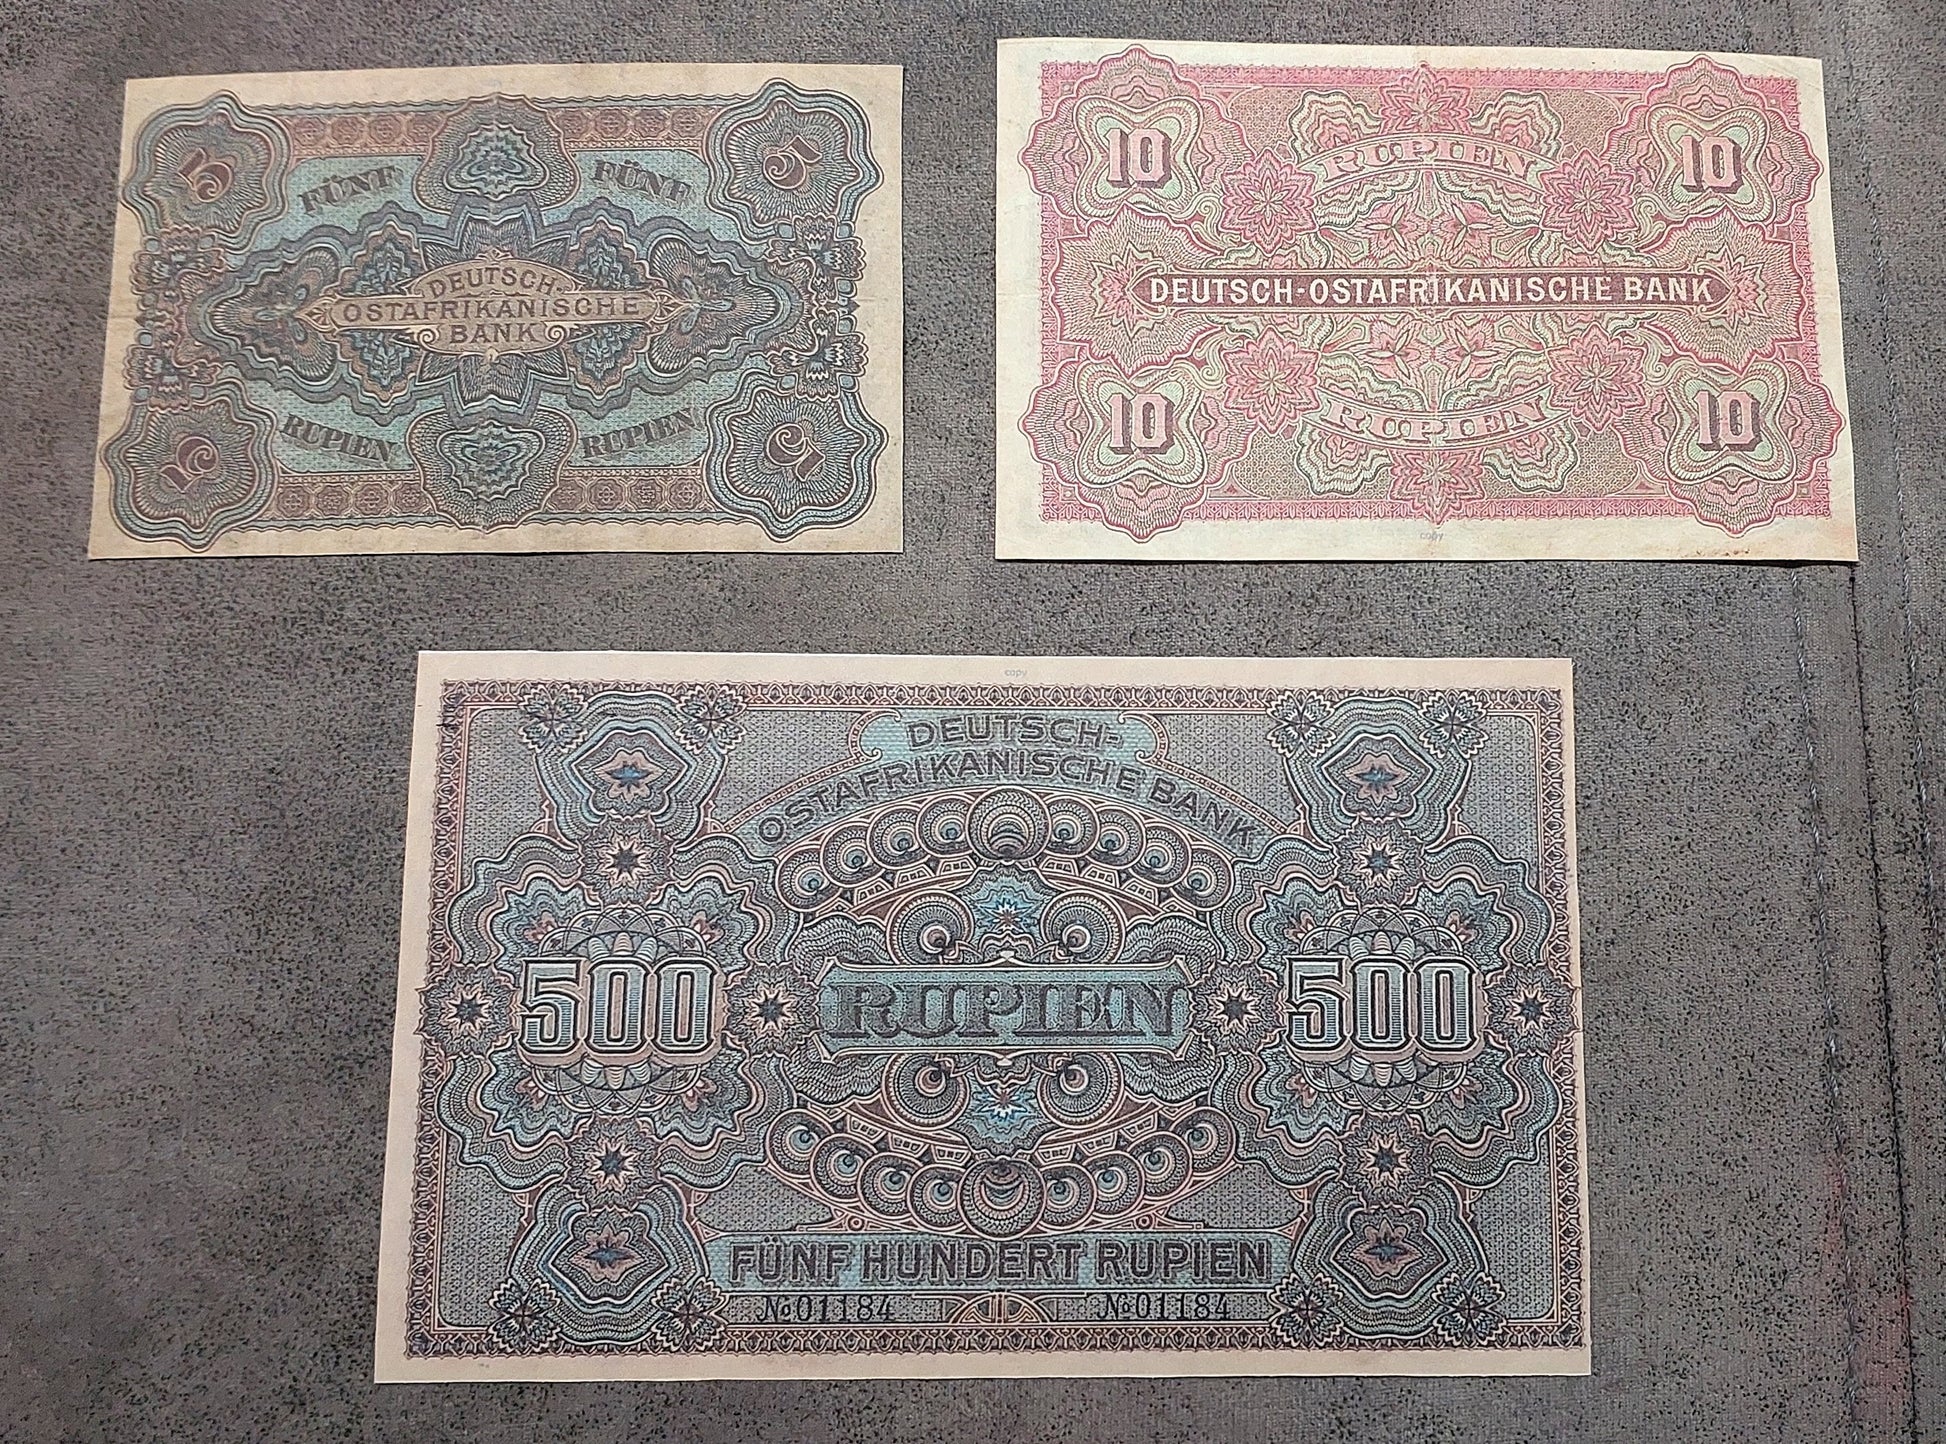 5
FÜNF
FÜNF
5
DEUTSCH-
OSTAFRIKANISCHE
BANK
5
RUPIEN
RUPIEN
5
10
RUPIEN
10
DEUTSCH-OSTAFRIKANISCHE BANK
10
RUPIEN
10
copy
copy
DEUTSCH-
OSTAFRIKANISCHE BANK
500
RUPIEN
500
FÜNF HUNDERT RUPIEN
№01184
№01184